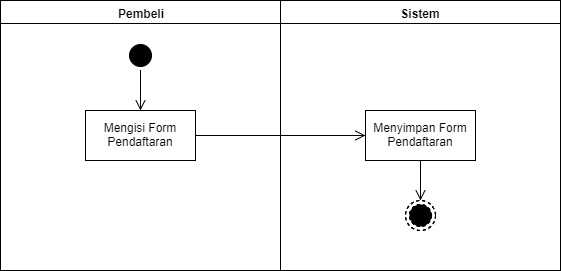 Pembeli
Sistem
Mengisi Form
Pendaftaran
Menyimpan Form
Pendaftaran